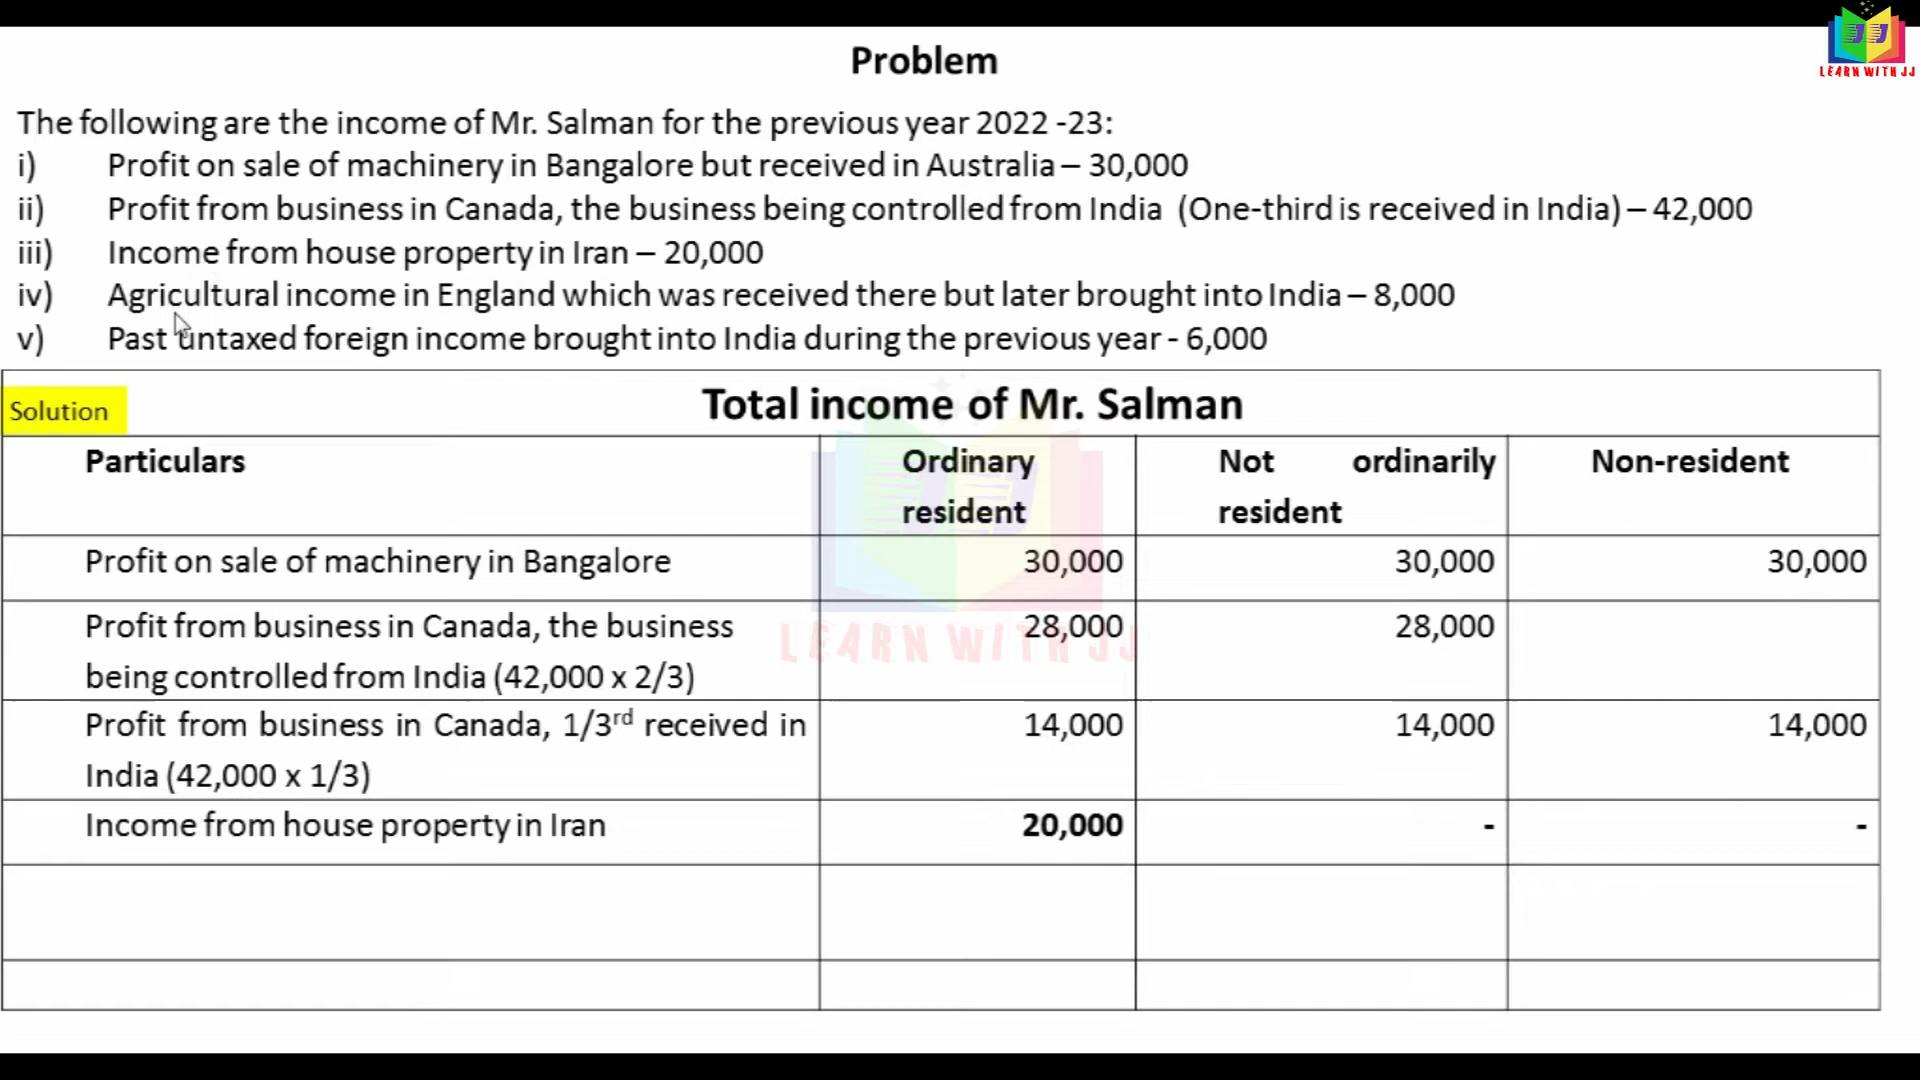 LEARN WITH JJ
Problem
The following are the income of Mr. Salman for the previous year 2022 -23:
i) Profit on sale of machinery in Bangalore but received in Australia – 30,000
ii) Profit from business in Canada, the business being controlled from India (One-third is received in India) – 42,000
iii) Income from house property in Iran – 20,000
iv) Agricultural income in England which was received there but later brought into India – 8,000
v) Past untaxed foreign income brought into India during the previous year - 6,000
Solution Total income of Mr. Salman
Particulars Ordinary Not ordinarily Non-resident
resident resident
Profit on sale of machinery in Bangalore 30,000 30,000 30,000
Profit from business in Canada, the business 28,000 28,000
being controlled from India (42,000 x 2/3)
LEARN WITH JJ
Profit from business in Canada, 1/3rd received in 14,000 14,000 14,000
India (42,000 x 1/3)
Income from house property in Iran 20,000 - -